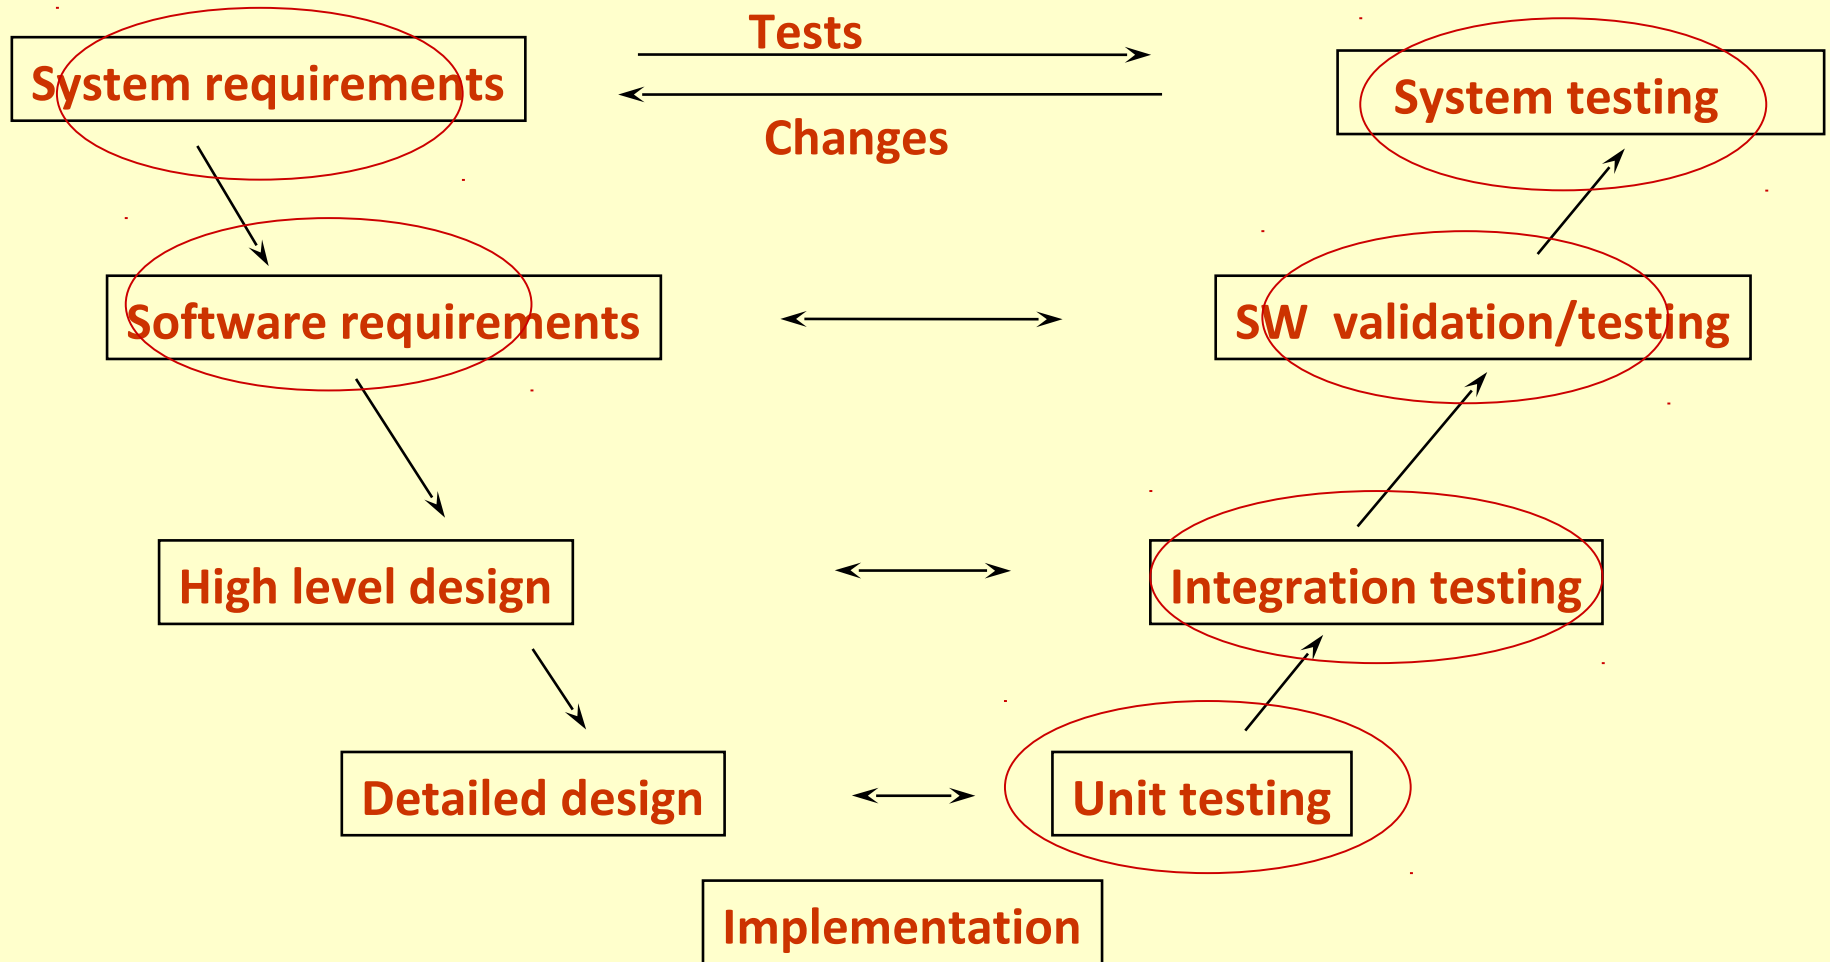 Tests
System requirements
System testing
Changes
Software requirements
SW  validation/testing
High level design
Integration testing
Detailed design
Unit testing
Implementation